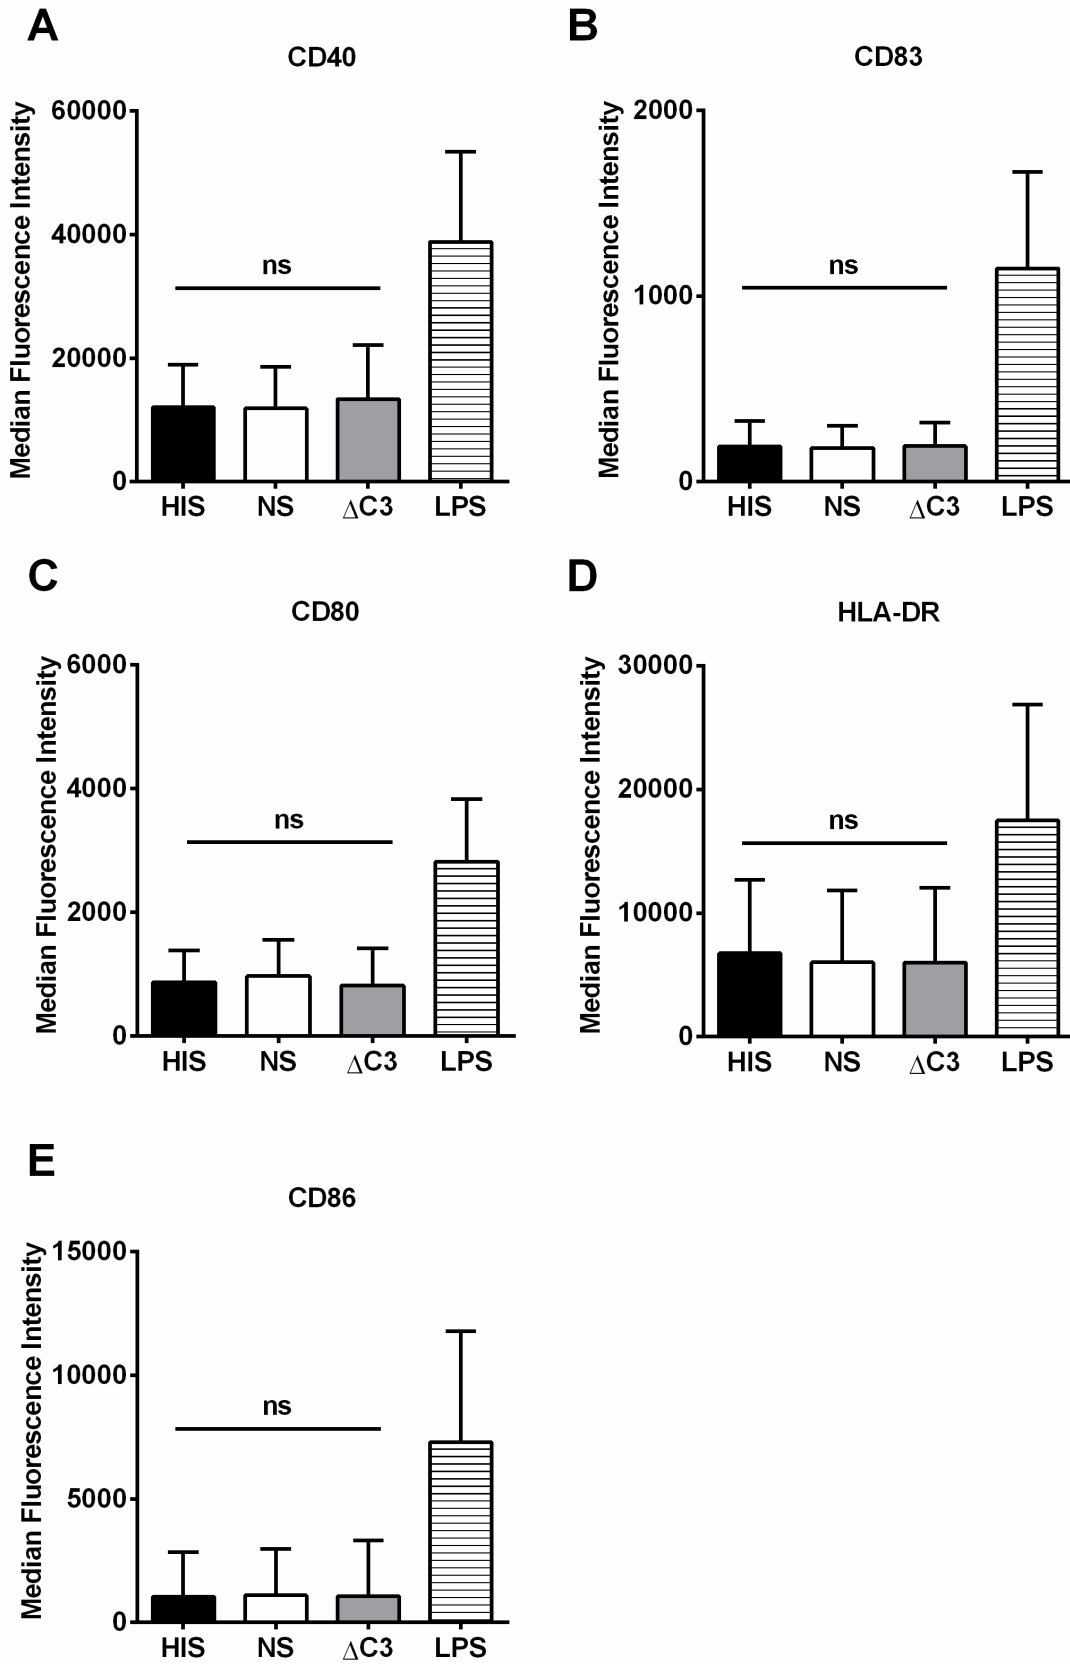 A
CD40
Median Fluorescence Intensity
60000
40000
20000
0
ns
HIS NS ΔC3 LPS
B
CD83
Median Fluorescence Intensity
2000
1000
0
ns
HIS NS ΔC3 LPS
C
CD80
Median Fluorescence Intensity
6000
4000
2000
0
ns
HIS NS ΔC3 LPS
D
HLA-DR
Median Fluorescence Intensity
30000
20000
10000
0
ns
HIS NS ΔC3 LPS
E
CD86
Median Fluorescence Intensity
15000
10000
5000
0
ns
HIS NS ΔC3 LPS